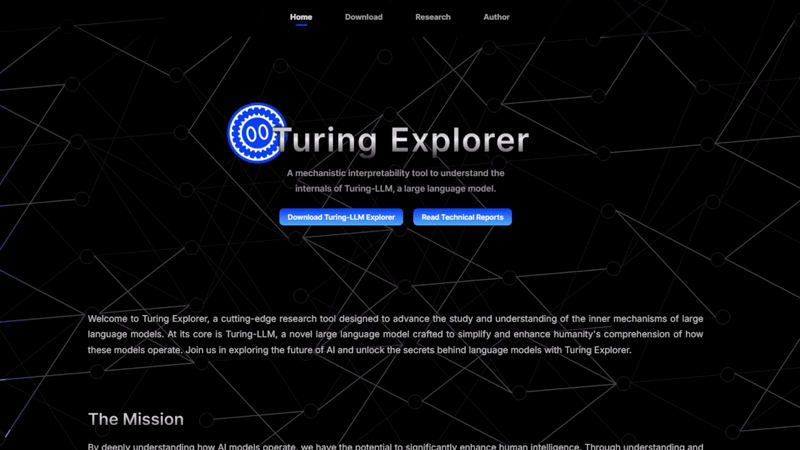 Home Download Research Author
Turing Explorer
A mechanistic interpretability tool to understand the
internals of Turing-LLM, a large language model.
Download Turing-LLM Explorer Read Technical Reports
Welcome to Turing Explorer, a cutting-edge research tool designed to advance the study and understanding of the inner mechanisms of large
language models. At its core is Turing-LLM, a novel large language model crafted to simplify and enhance humanity's comprehension of how
these models operate. Join us in exploring the future of AI and unlock the secrets behind language models with Turing Explorer.
The Mission
By deeply understanding how AI models operate, we have the potential to significantly enhance human intelligence. Through understanding and